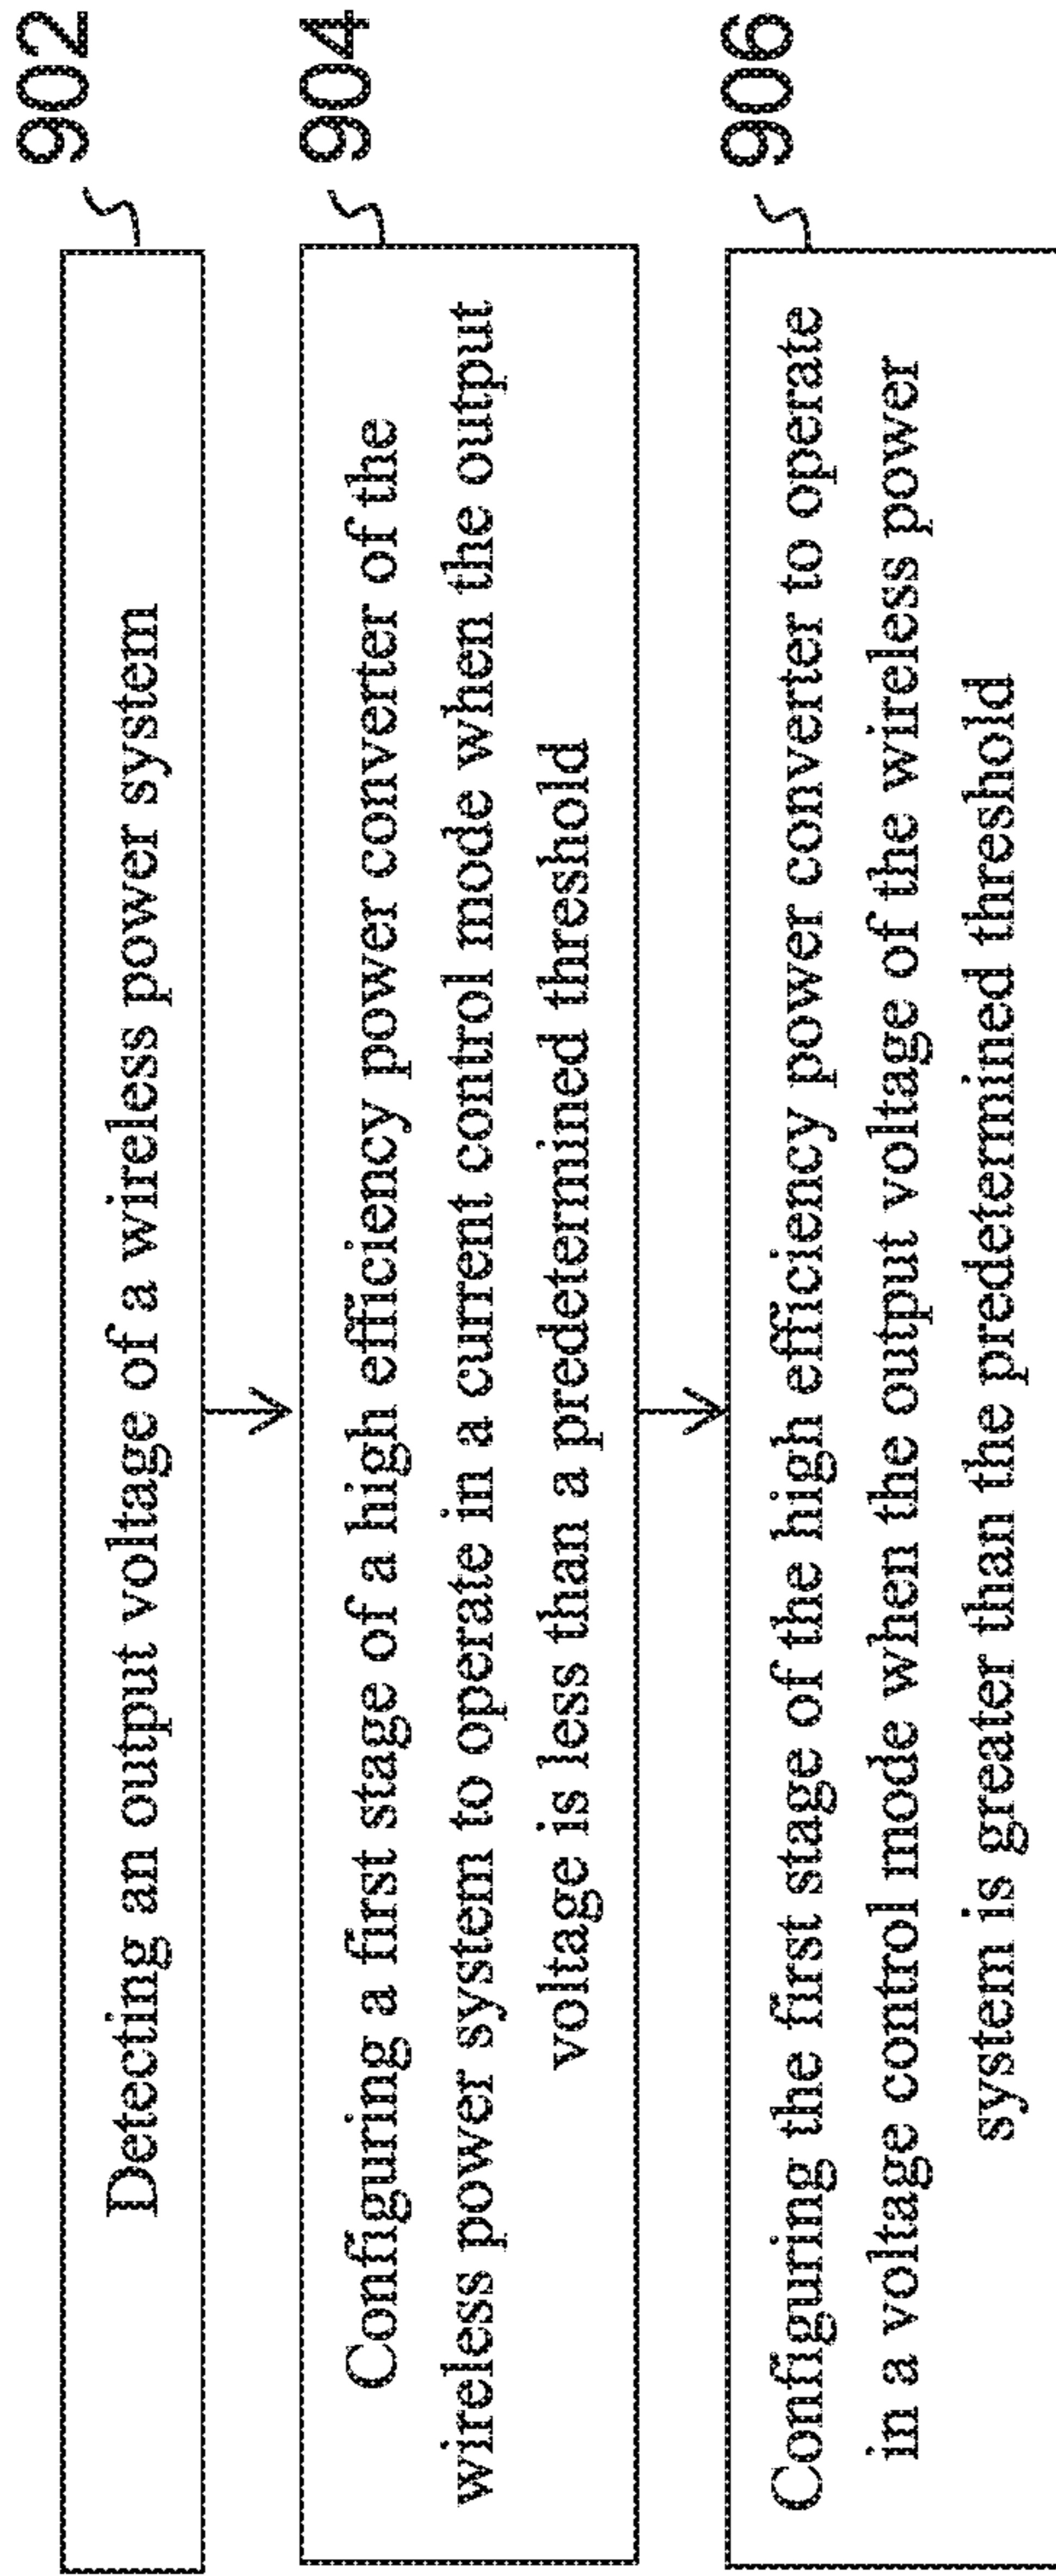 Detecting an output voltage of a wireless power system
902
Configuring a first stage of a high efficiency power converter of the
wireless power system to operate in a current control mode when the output
voltage is less than a predetermined threshold
904
Configuring the first stage of the high efficiency power converter to operate
in a voltage control mode when the output voltage of the wireless power
system is greater than the predetermined threshold
906